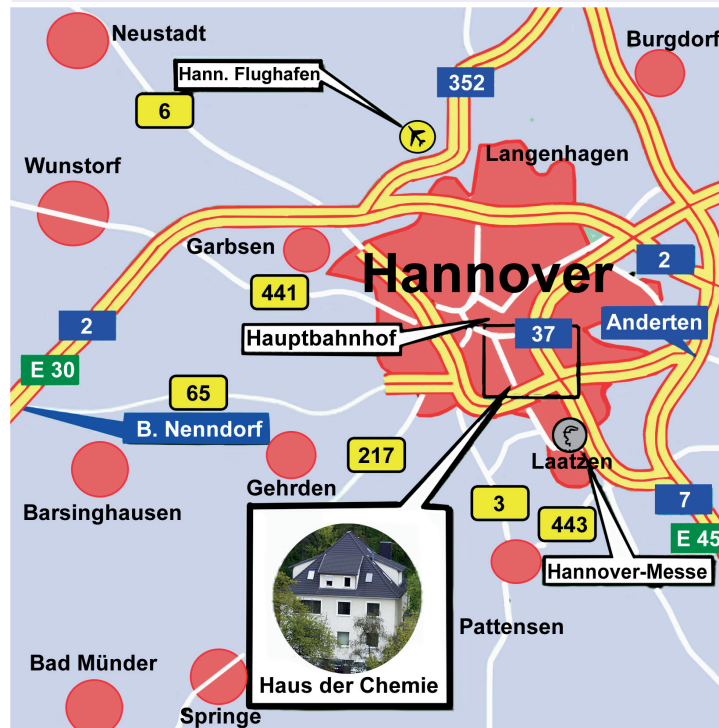 Neustadt
Burgdorf
Hann. Flughafen
352
6
Langenhagen
Wunstorf
Garbsen
Hannover
2
441
2
37
Anderten
Hauptbahnhof
E 30
65
B. Nenndorf
217
Laatzen
Gehrden
3
7
Barsinghausen
443
E 45
Hannover-Messe
Pattensen
Bad Münder
Haus der Chemie
Springe